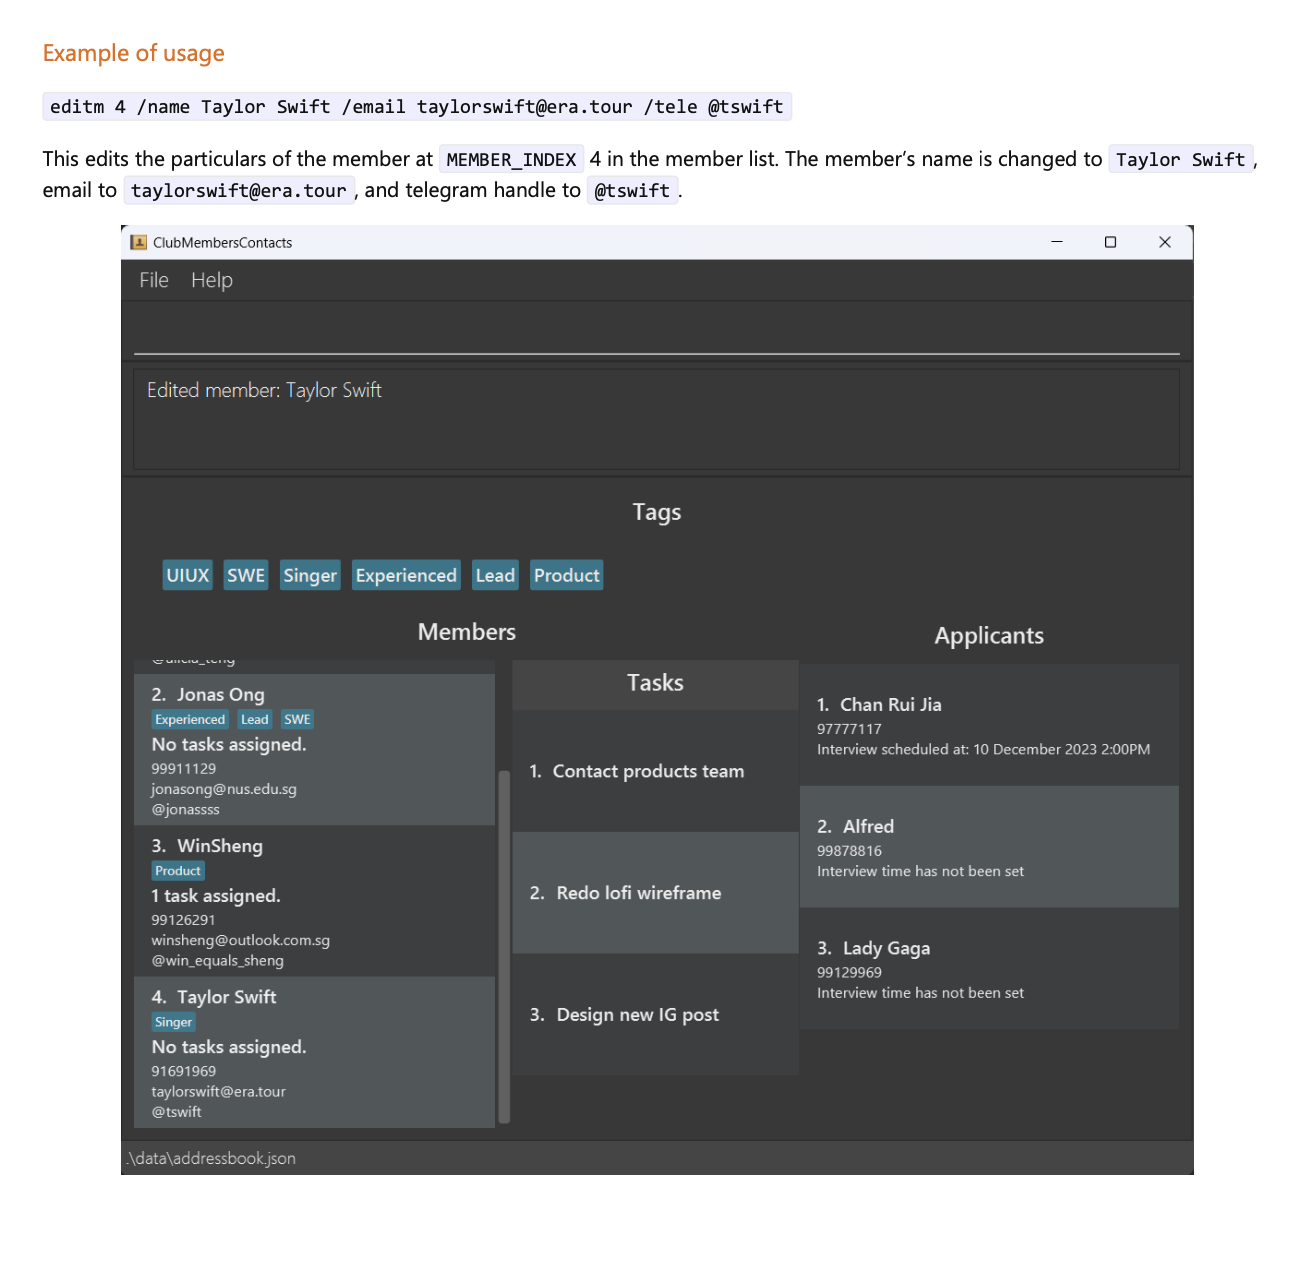 Example of usage
editm 4 /name Taylor Swift /email taylorswift@era.tour /tele @tswift
This edits the particulars of the member at MEMBER_INDEX 4 in the member list. The member’s name is changed to Taylor Swift,
email to taylorswift@era.tour, and telegram handle to @tswift.
ClubMembersContacts
File Help
Edited member: Taylor Swift
Tags
UIUX SWE Singer Experienced Lead Product
Members
2. Jonas Ong
Experienced Lead SWE
No tasks assigned.
99911129
jonasong@nus.edu.sg
@jonassss
3. WinSheng
Product
1 task assigned.
99126291
winsheng@outlook.com.sg
@win_equals_sheng
4. Taylor Swift
Singer
No tasks assigned.
91691969
taylorswift@era.tour
@tswift
Tasks
1. Contact products team
2. Redo lofi wireframe
3. Design new IG post
Applicants
1. Chan Rui Jia
97777117
Interview scheduled at: 10 December 2023 2:00PM
2. Alfred
99878816
Interview time has not been set
3. Lady Gaga
99129969
Interview time has not been set
.\data\addressbook.json